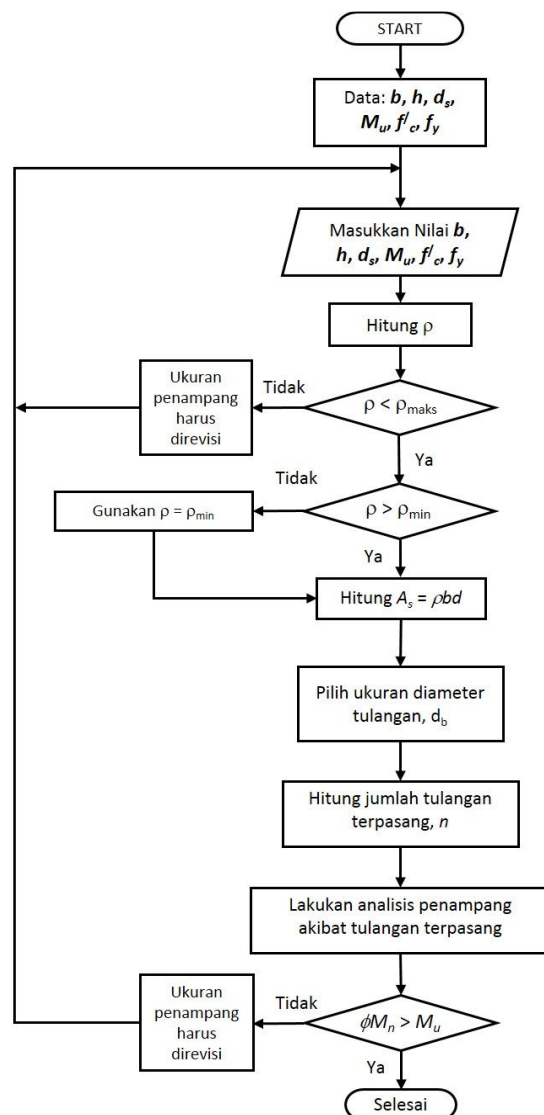 START
Data: b, h, dₛ,
Mᵤ, f′c, fᵧ
Masukkan Nilai b,
h, dₛ, Mᵤ, f′c, fᵧ
Hitung ρ
Ukuran
penampang
harus
direvisi
Tidak
ρ < ρmaks
Ya
Tidak
Gunakan ρ = ρmin
ρ > ρmin
Ya
Hitung Aₛ = ρbd
Pilih ukuran diameter
tulangan, db
Hitung jumlah tulangan
terpasang, n
Lakukan analisis penampang
akibat tulangan terpasang
Ukuran
penampang
harus
direvisi
Tidak
ϕMₙ > Mᵤ
Ya
Selesai